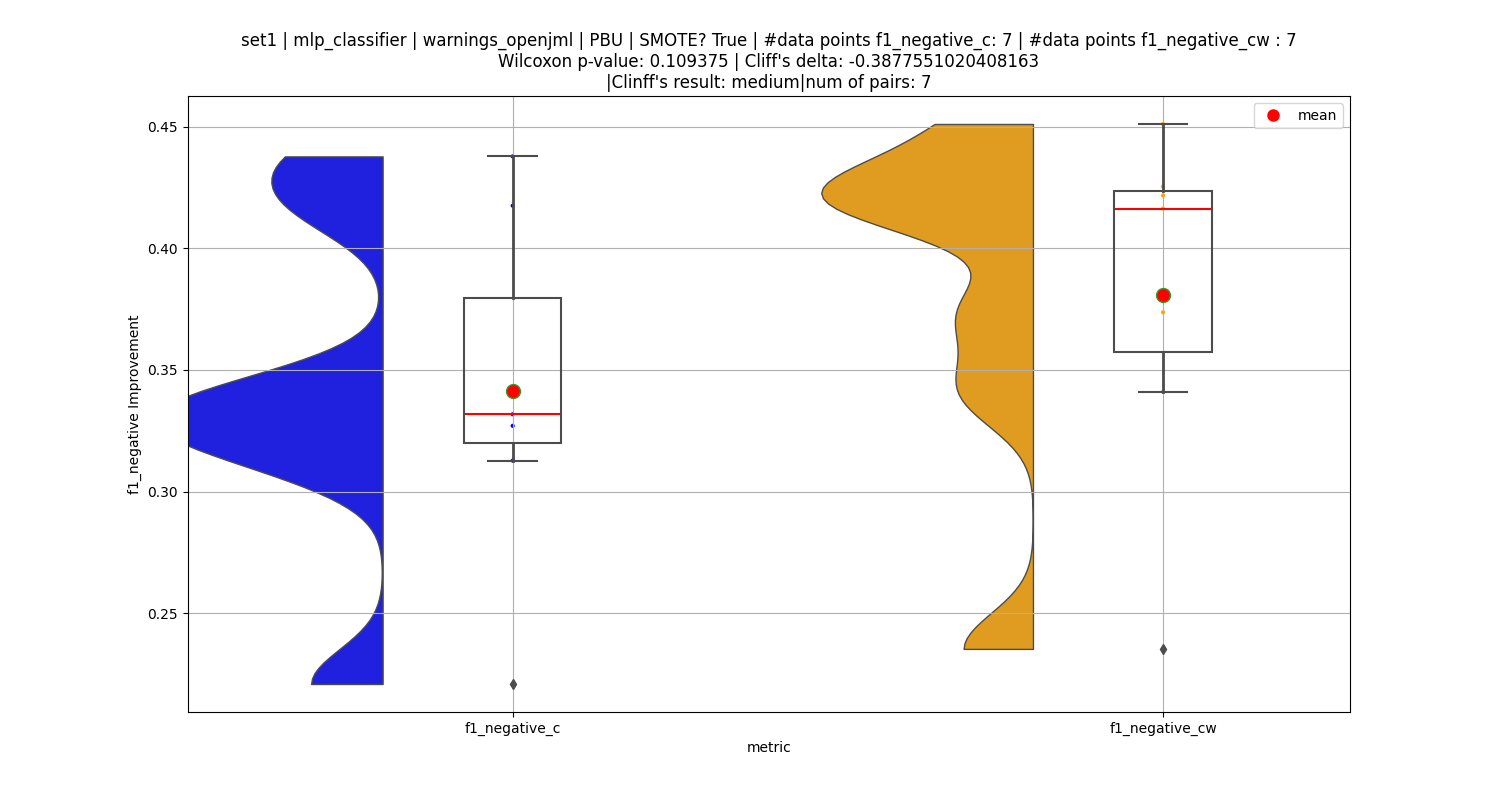 set1 | mlp_classifier | warnings_openjml | PBU | SMOTE? True | #data points f1_negative_c: 7 | #data points f1_negative_cw : 7
Wilcoxon p-value: 0.109375 | Cliff's delta: -0.3877551020408163
|Clinff's result: medium|num of pairs: 7
mean
0.45
0.40
0.35
0.30
0.25
f1_negative Improvement
f1_negative_c
f1_negative_cw
metric